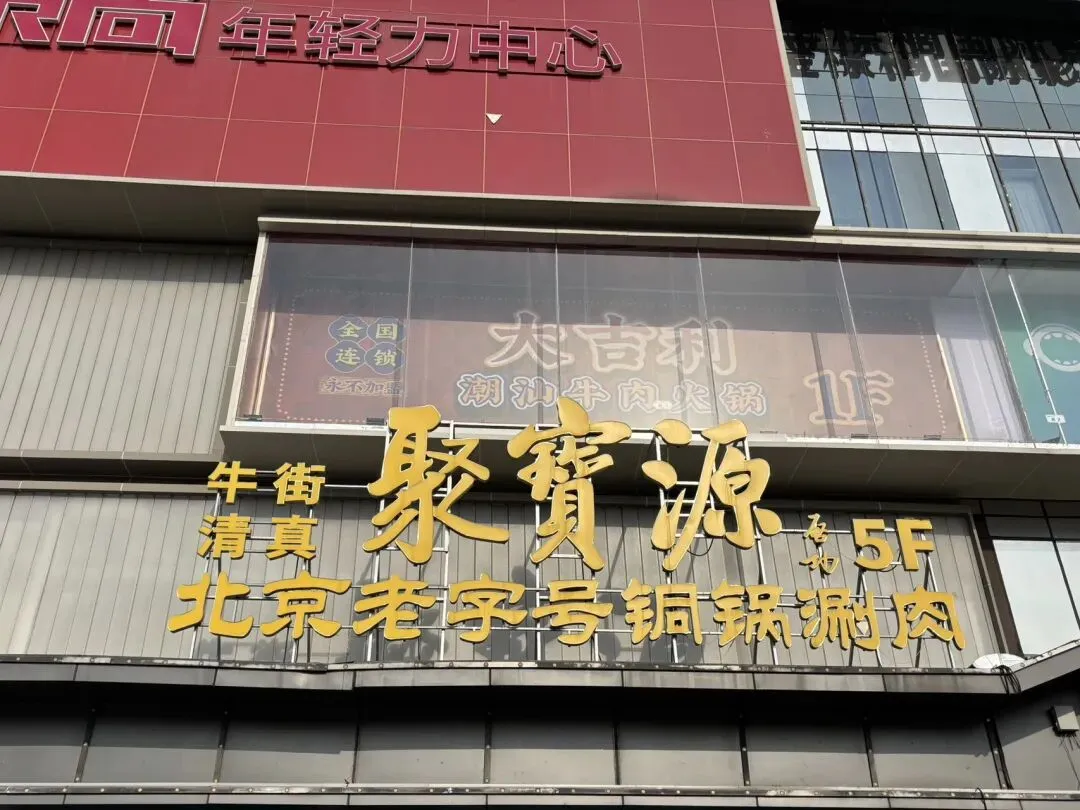 尚年轻力中心
全国
连锁
永不加盟
大吉利
潮汕牛肉火锅
1F
牛街
清真
聚寶源
5F
北京老字号铜锅涮肉